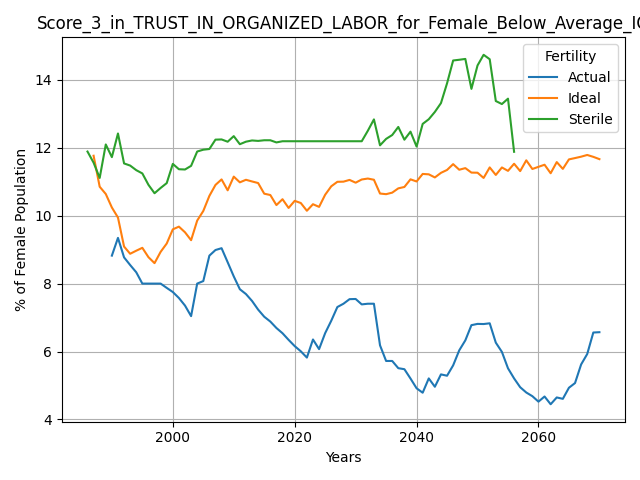 Score_3_in_TRUST_IN_ORGANIZED_LABOR_for_Female_Below_Average_IQ
Fertility
Actual
Ideal
Sterile
% of Female Population
14
12
10
8
6
4
2000
2020
2040
2060
Years